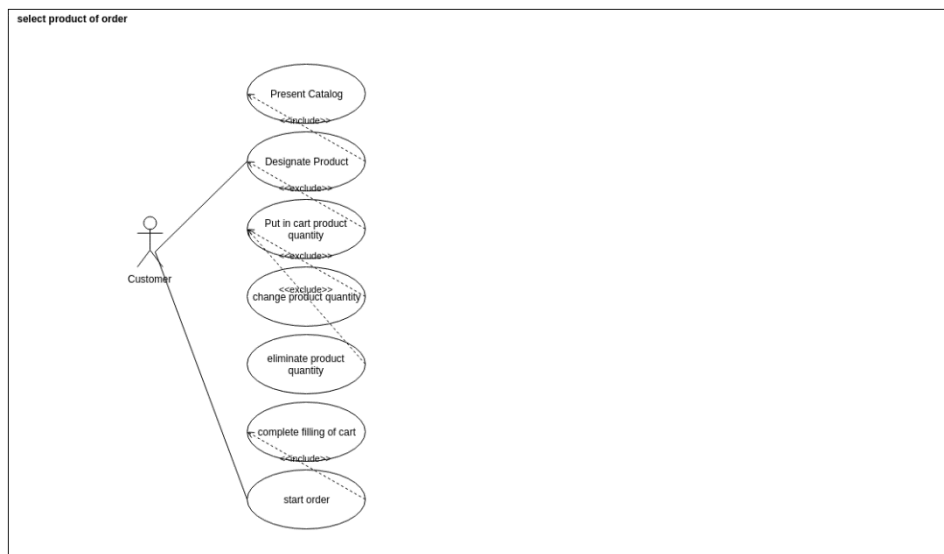 select product of order
Present Catalog
<<include>>
Designate Product
<<exclude>>
Put in cart product
quantity
<<exclude>>
<<exclude>>
change product quantity
Customer
eliminate product
quantity
complete filling of cart
<<include>>
start order